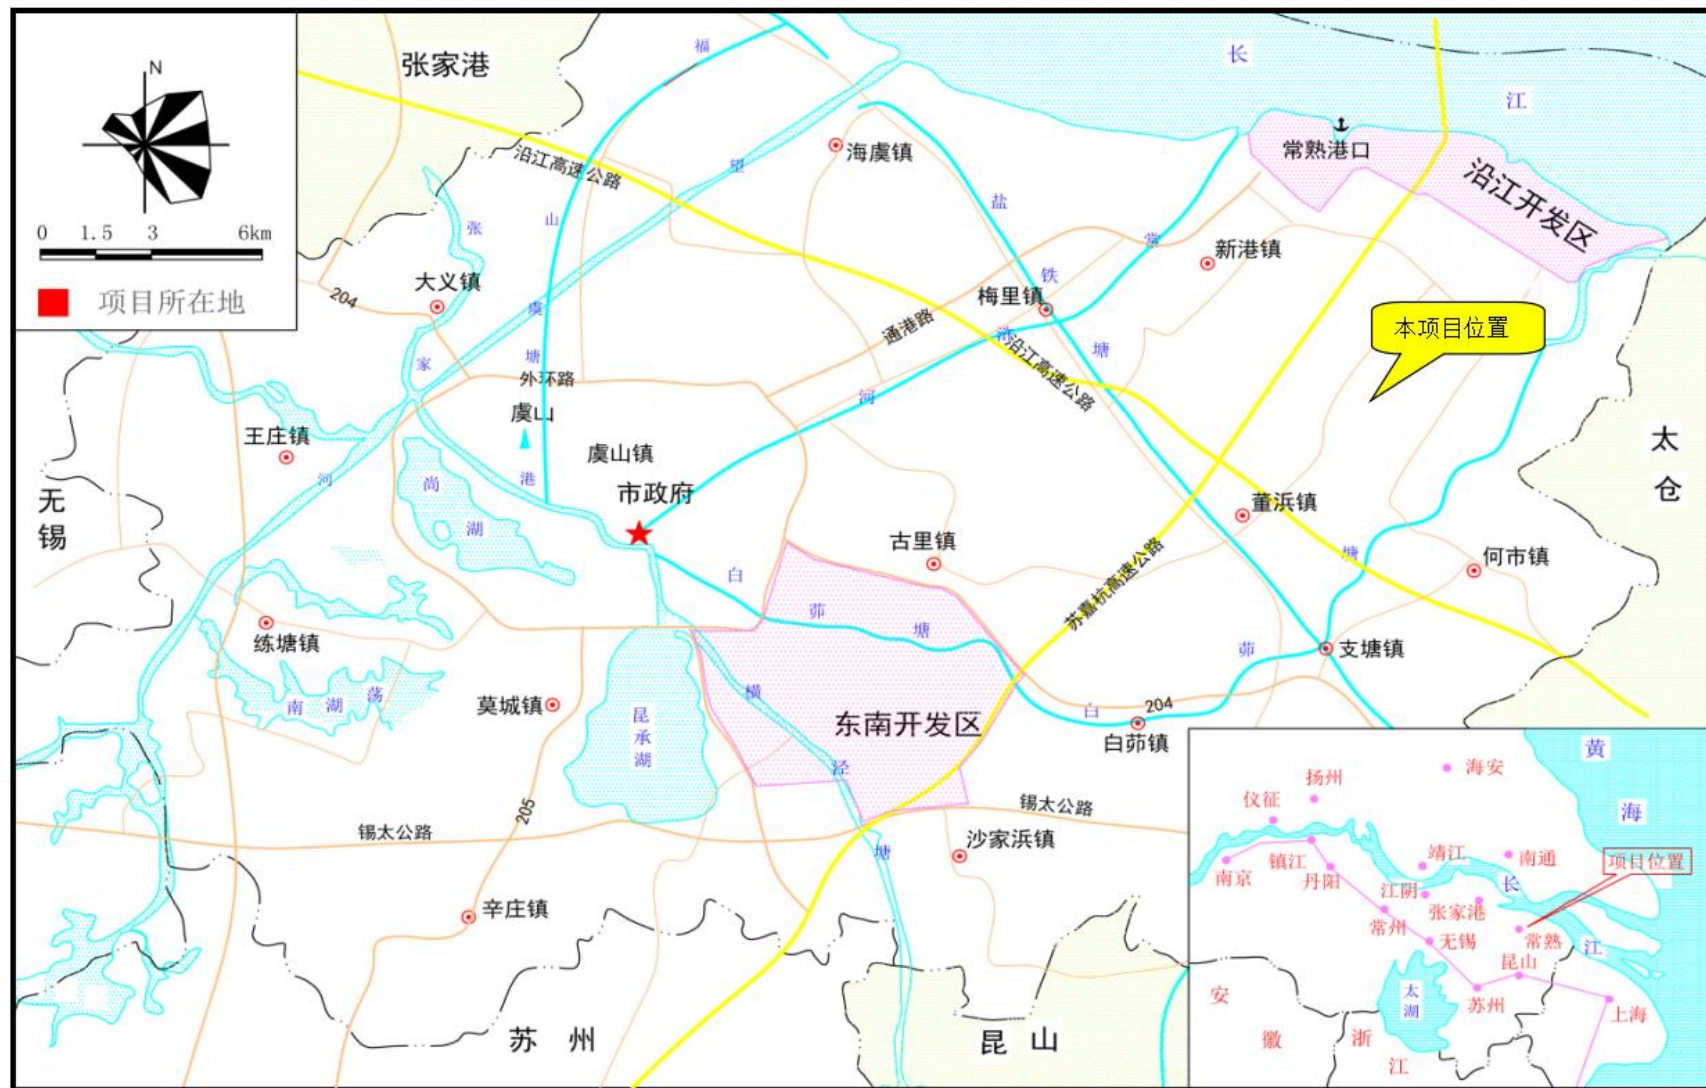 N
0 1.5 3 6km
项目所在地
张家港
福
山
虞
塘
沿江高速公路
望
虞
河
海虞镇
盐
铁
塘
长
江
常熟港口
沿江开发区
常
浒
河
新港镇
梅里镇
通港路
沿江高速公路
本项目位置
大义镇
204
张
家
港
外环路
虞山
虞山镇
市政府
王庄镇
尚
湖
无
锡
太
仓
董浜镇
何市镇
古里镇
苏嘉杭高速公路
白
茆
塘
茆
白
塘
支塘镇
204
白茆镇
练塘镇
南
湖
荡
莫城镇
昆
承
湖
横
泾
塘
东南开发区
205
锡太公路
锡太公路
沙家浜镇
辛庄镇
苏 州
昆 山
黄
海
海安
扬州
仪征
南京
镇江
丹阳
靖江
南通
项目位置
江阴
长
张家港
常州
无锡
常熟
江
昆山
太
湖
苏州
上海
安
徽
浙
江